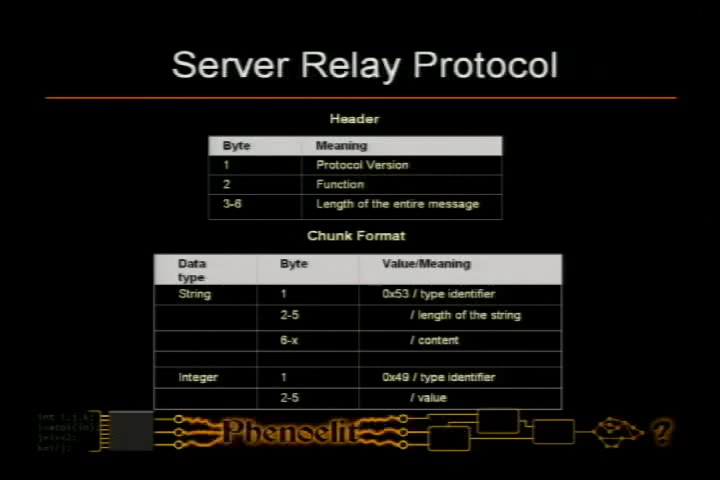 Server Relay Protocol
Header
Byte Meaning
1 Protocol Version
2 Function
3-6 Length of the entire message
Chunk Format
Data type Byte Value/Meaning
String 1 0x53 / type identifier
2-5 / length of the string
6-x / content
Integer 1 0x49 / type identifier
2-5 / value
Phenoelit ?